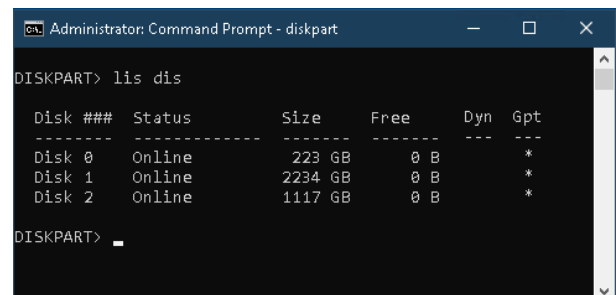 Administrator: Command Prompt - diskpart
DISKPART> lis dis
Disk ### Status Size Free Dyn Gpt
-------- ------------- ------- ------- --- ---
Disk 0 Online 223 GB 0 B *
Disk 1 Online 2234 GB 0 B *
Disk 2 Online 1117 GB 0 B *
DISKPART>